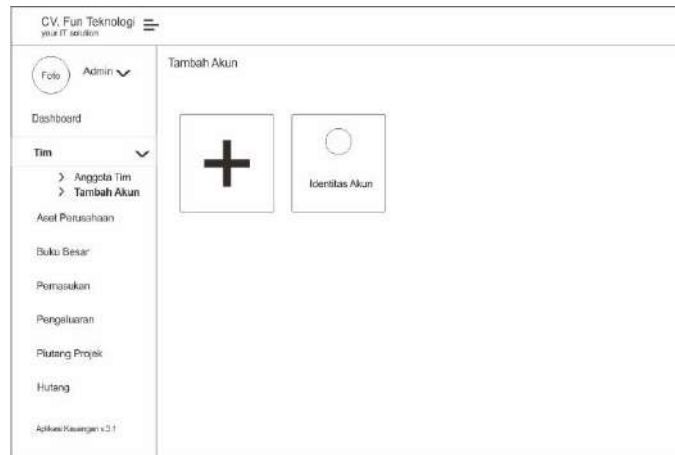 CV. Fun Teknologi
your IT solution
Foto
Admin
Dashboard
Tim
Anggota Tim
Tambah Akun
Aset Perusahaan
Buku Besar
Pemasukan
Pengeluaran
Piutang Projek
Hutang
Aplikasi Keuangan v.3.1
Tambah Akun
Identitas Akun